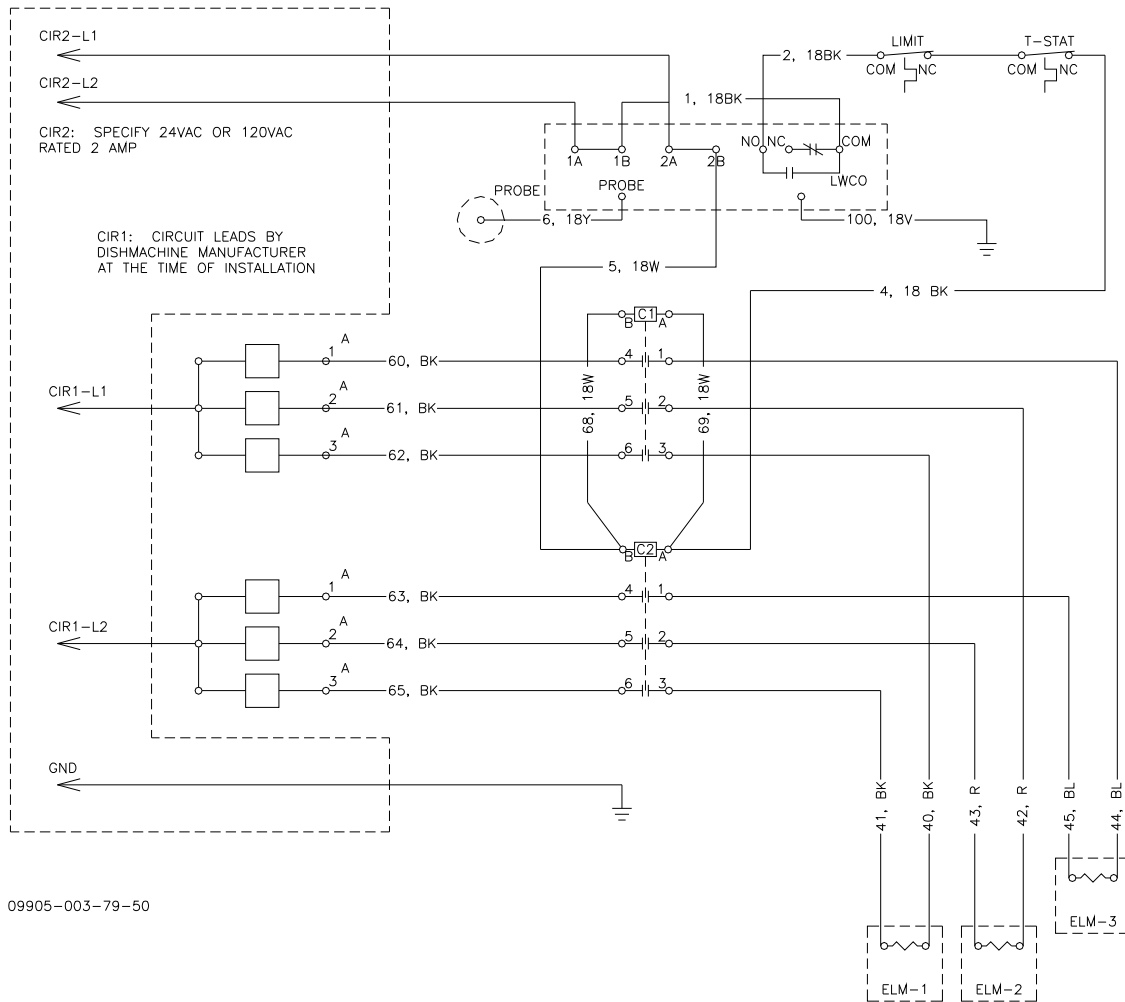 CIR2-L1
CIR2-L2
CIR2: SPECIFY 24VAC OR 120VAC
RATED 2 AMP
2, 18BK
LIMIT
COM
NC
T-STAT
COM
NC
1, 18BK
1A
1B
2A
2B
NO
NC
COM
LWCO
PROBE
PROBE
6, 18Y
100, 18V
CIR1: CIRCUIT LEADS BY
DISHMACHINE MANUFACTURER
AT THE TIME OF INSTALLATION
5, 18W
4, 18 BK
B
C1
A
68, 18W
69, 18W
CIR1-L1
A
1
60, BK
4
1
A
2
61, BK
5
2
A
3
62, BK
6
3
B
C2
A
CIR1-L2
A
1
63, BK
4
1
A
2
64, BK
5
2
A
3
65, BK
6
3
GND
41, BK
40, BK
43, R
42, R
45, BL
44, BL
ELM-3
ELM-1
ELM-2
09905-003-79-50